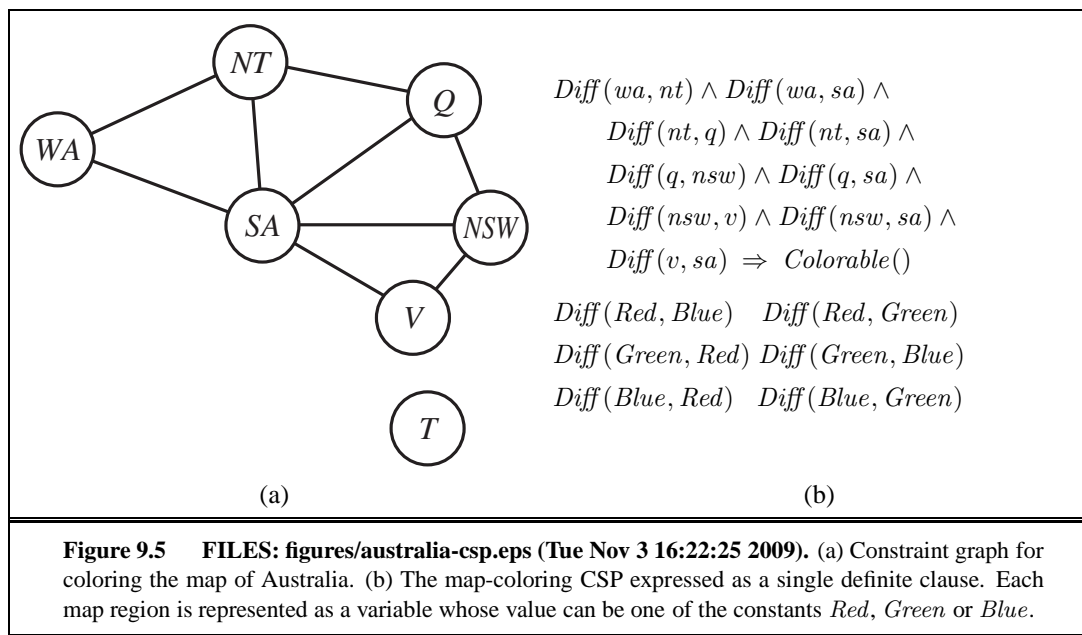 NT
Q
WA
SA
NSW
V
T
(a)
Diff(wa, nt) ∧ Diff(wa, sa) ∧
Diff(nt, q) ∧ Diff(nt, sa) ∧
Diff(q, nsw) ∧ Diff(q, sa) ∧
Diff(nsw, v) ∧ Diff(nsw, sa) ∧
Diff(v, sa) ⇒ Colorable()
Diff(Red, Blue) Diff(Red, Green)
Diff(Green, Red) Diff(Green, Blue)
Diff(Blue, Red) Diff(Blue, Green)
(b)
Figure 9.5 FILES: figures/australia-csp.eps (Tue Nov 3 16:22:25 2009). (a) Constraint graph for
coloring the map of Australia. (b) The map-coloring CSP expressed as a single definite clause. Each
map region is represented as a variable whose value can be one of the constants Red, Green or Blue.